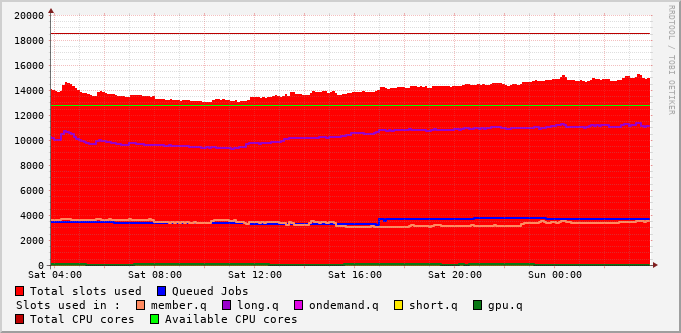 20000
18000
16000
14000
12000
10000
8000
6000
4000
2000
0
Sat 04:00 Sat 08:00 Sat 12:00 Sat 16:00 Sat 20:00 Sun 00:00
Total slots used Queued Jobs
Slots used in : member.q long.q ondemand.q short.q gpu.q
Total CPU cores Available CPU cores
RRDTOOL / TOBI OETIKER